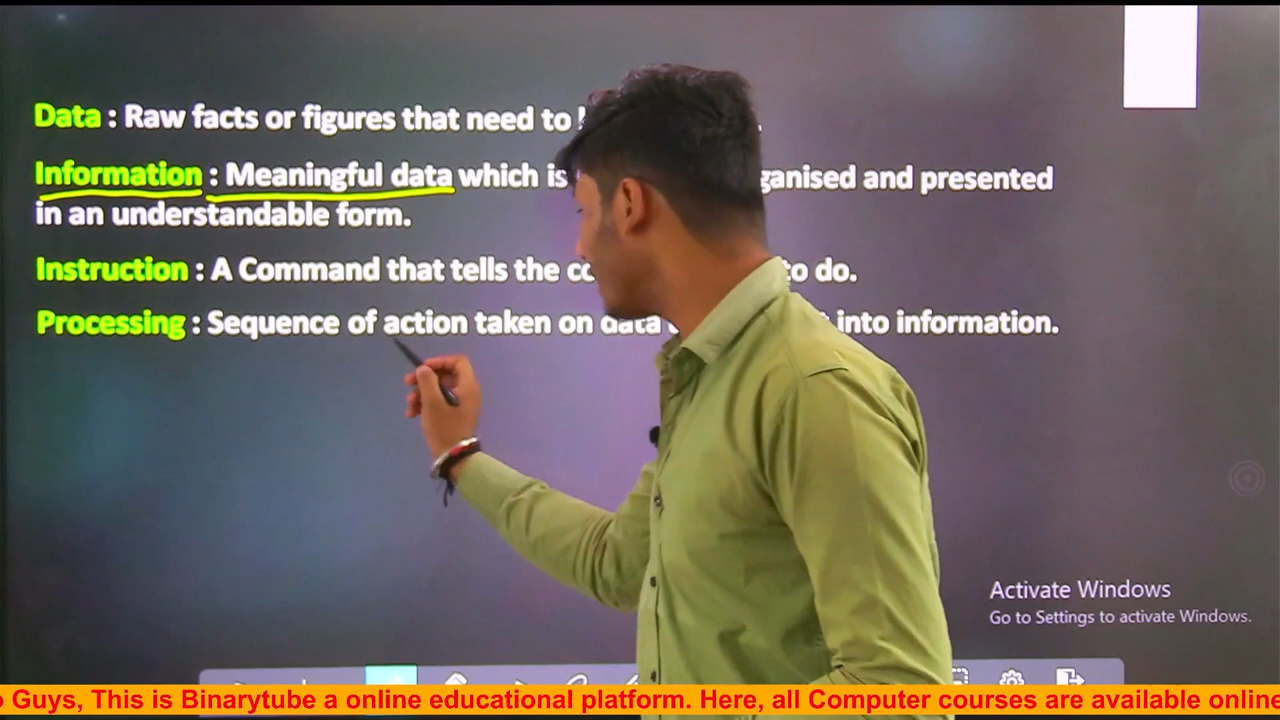 Data : Raw facts or figures that need to
Information : Meaningful data which is ganised and presented
in an understandable form.
Instruction : A Command that tells the to do.
Processing : Sequence of action taken on data into information.
Activate Windows
Go to Settings to activate Windows.
Guys, This is Binarytube a online educational platform. Here, all Computer courses are available online